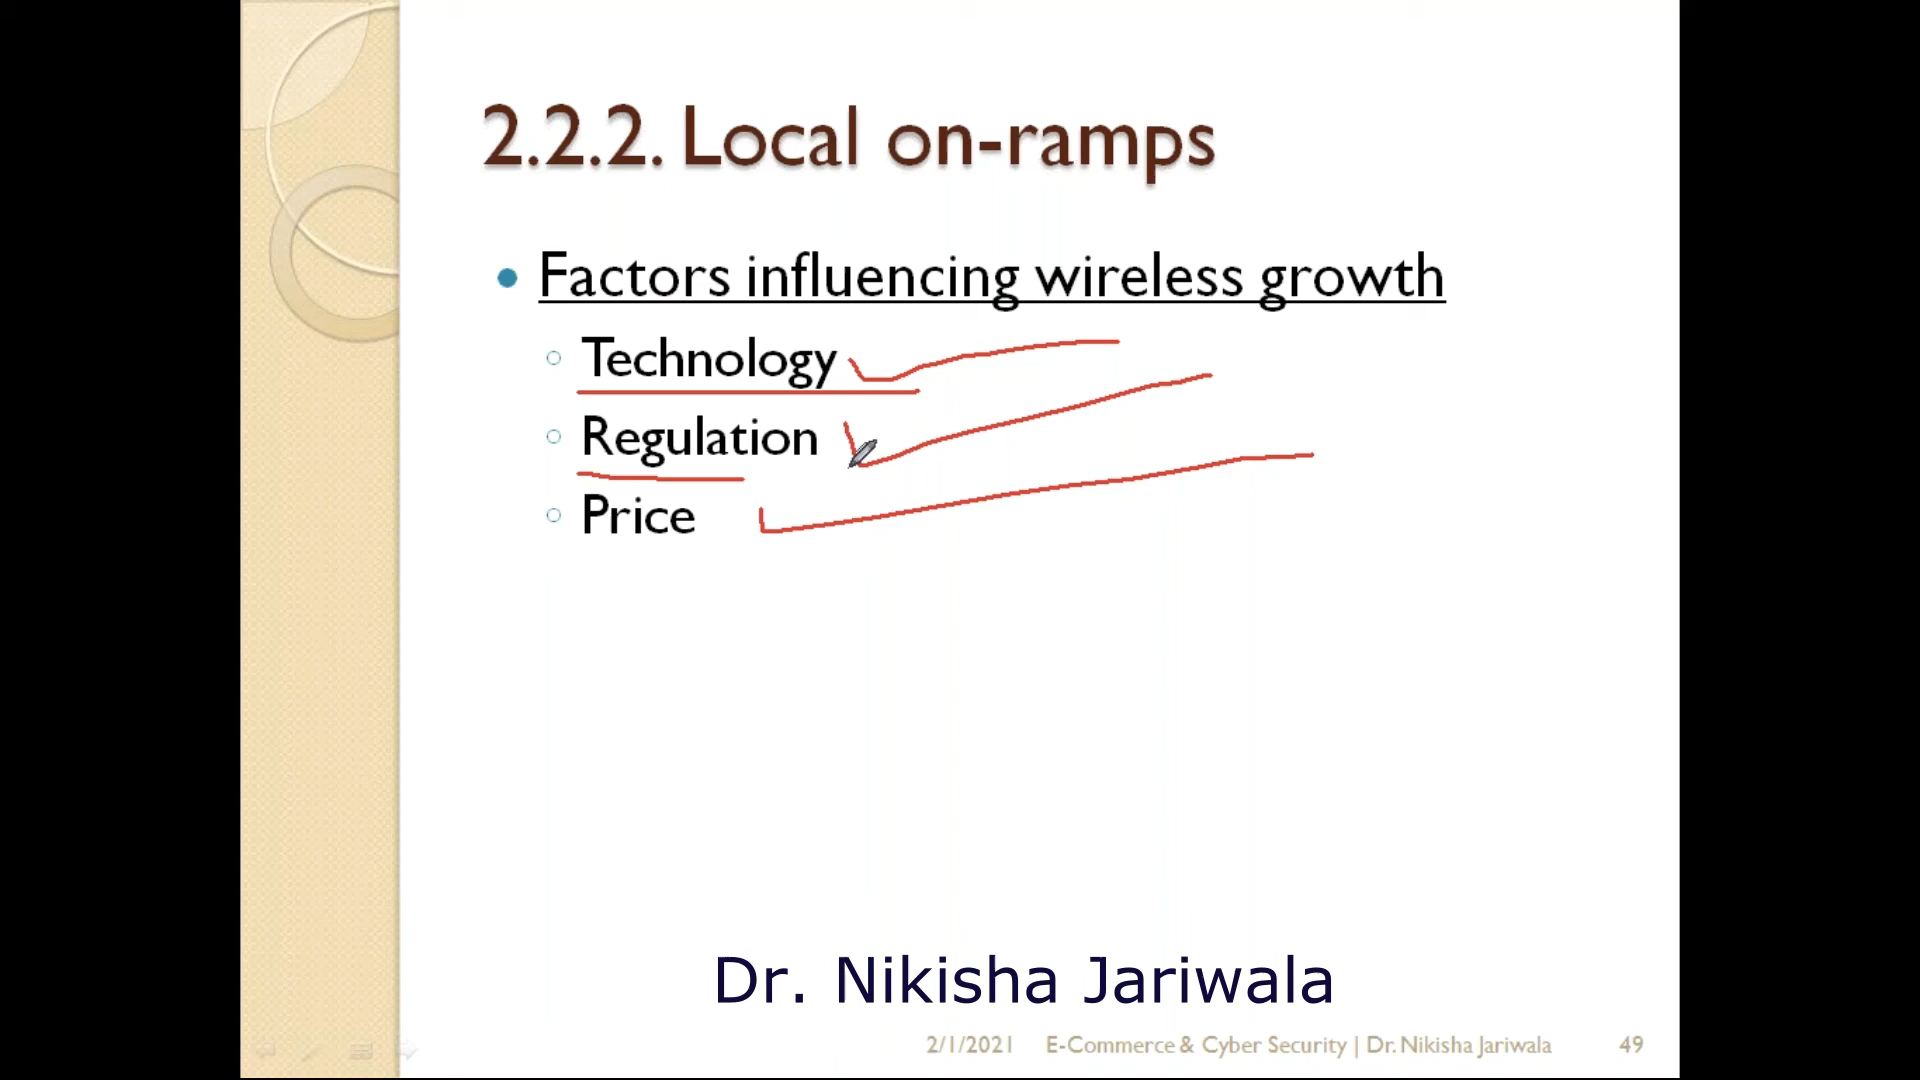 2.2.2. Local on-ramps
Factors influencing wireless growth
Technology
Regulation
Price
Dr. Nikisha Jariwala
2/1/2021 E-Commerce & Cyber Security | Dr. Nikisha Jariwala 49